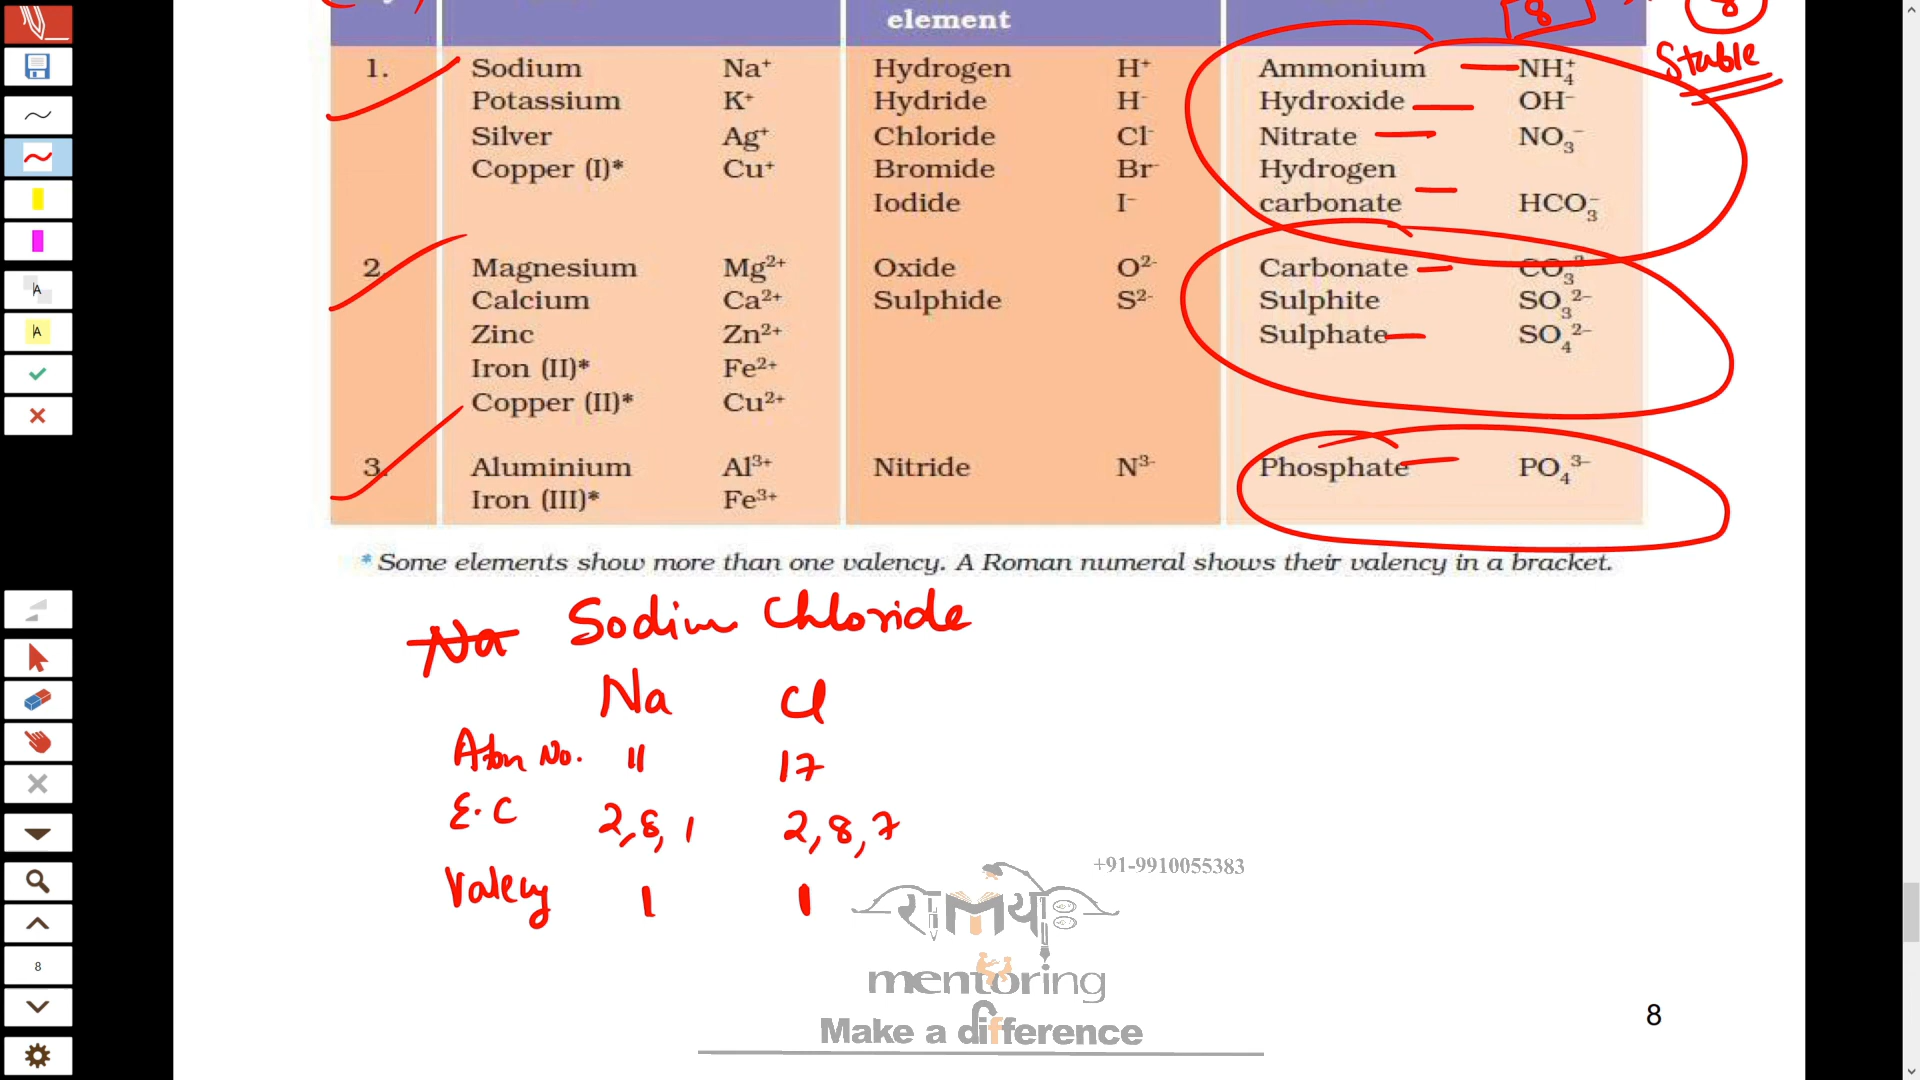 element
8
8
Stable
1. Sodium Na⁺ Hydrogen H⁺ Ammonium NH₄⁺
Potassium K⁺ Hydride H⁻ Hydroxide OH⁻
Silver Ag⁺ Chloride Cl⁻ Nitrate NO₃⁻
Copper (I)* Cu⁺ Bromide Br⁻ Hydrogen
Iodide I⁻ carbonate HCO₃⁻
2. Magnesium Mg²⁺ Oxide O²⁻ Carbonate CO₃²⁻
Calcium Ca²⁺ Sulphide S²⁻ Sulphite SO₃²⁻
Zinc Zn²⁺ Sulphate SO₄²⁻
Iron (II)* Fe²⁺
Copper (II)* Cu²⁺
3. Aluminium Al³⁺ Nitride N³⁻ Phosphate PO₄³⁻
Iron (III)* Fe³⁺
* Some elements show more than one valency. A Roman numeral shows their valency in a bracket.
Na Sodium Chloride
Na Cl
Atom No. 11 17
E.C 2,8,1 2,8,7
Valency 1 1
+91-9910055383
mentoring
Make a difference
8
8